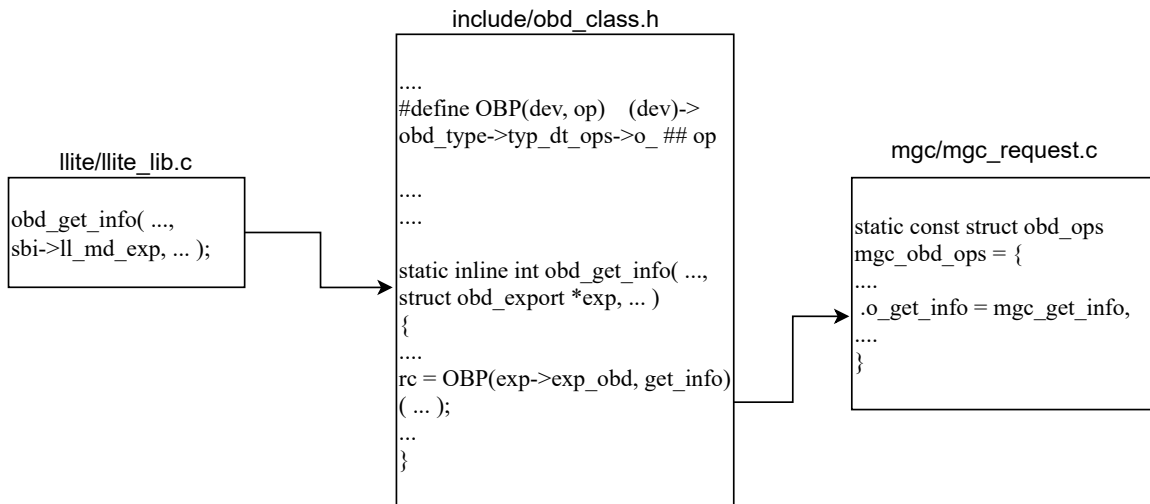 llite/llite_lib.c
obd_get_info( ...,
sbi->ll_md_exp, ... );
include/obd_class.h
....
#define OBP(dev, op)    (dev)->
obd_type->typ_dt_ops->o_ ## op
....
....
static inline int obd_get_info( ...,
struct obd_export *exp, ... )
{
....
rc = OBP(exp->exp_obd, get_info)
( ... );
...
}
mgc/mgc_request.c
static const struct obd_ops
mgc_obd_ops = {
....
.o_get_info = mgc_get_info,
....
}